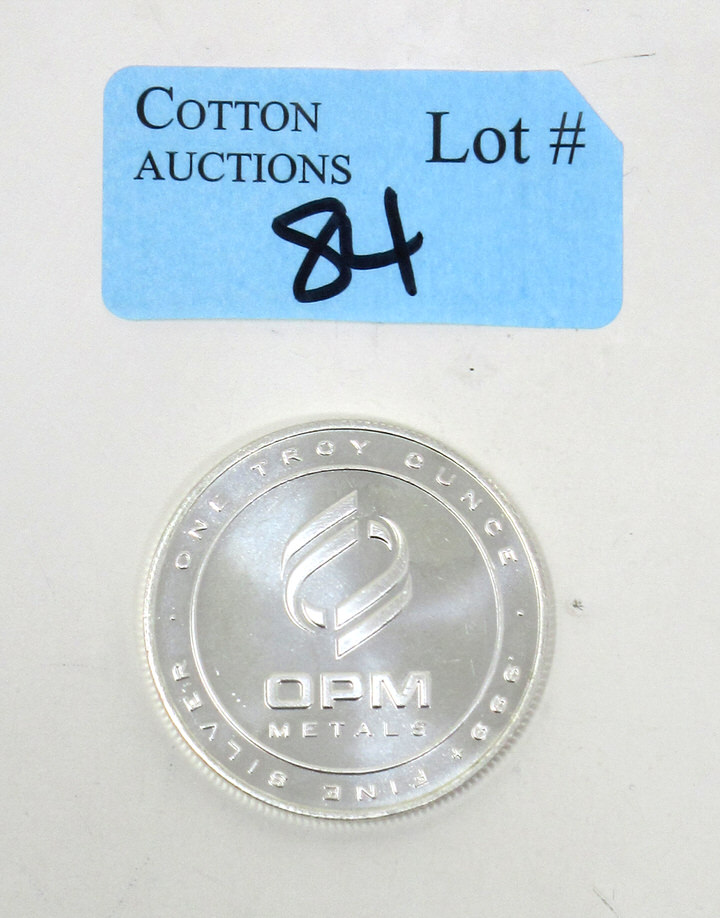 COTTON
AUCTIONS
Lot #
84
ONE TROY OUNCE
.999+ FINE SILVER
OPM
METALS